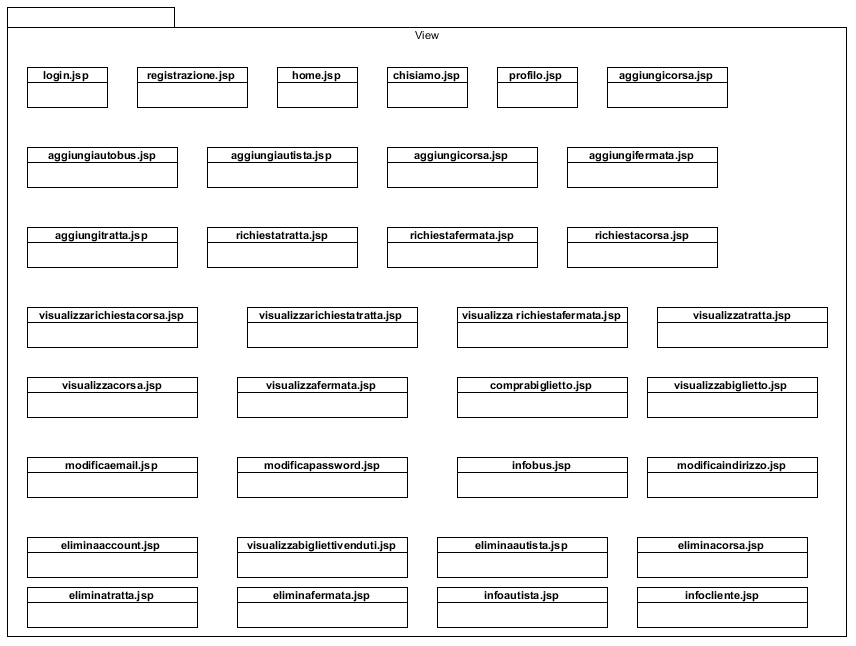 View
login.jsp registrazione.jsp home.jsp chisiamo.jsp profilo.jsp aggiungicorsa.jsp
aggiungiautobus.jsp aggiungiautista.jsp aggiungicorsa.jsp aggiungifermata.jsp
aggiungitratta.jsp richiestatratta.jsp richiestafermata.jsp richiestacorsa.jsp
visualizzarichiestacorsa.jsp visualizzarichiestatratta.jsp visualizza richiestafermata.jsp visualizzatratta.jsp
visualizzacorsa.jsp visualizzafermata.jsp comprabiglietto.jsp visualizzabiglietto.jsp
modificaemail.jsp modificapassword.jsp infobus.jsp modificaindirizzo.jsp
eliminaaccount.jsp visualizzabigliettivenduti.jsp eliminaautista.jsp eliminacorsa.jsp
eliminatratta.jsp eliminafermata.jsp infoautista.jsp infocliente.jsp